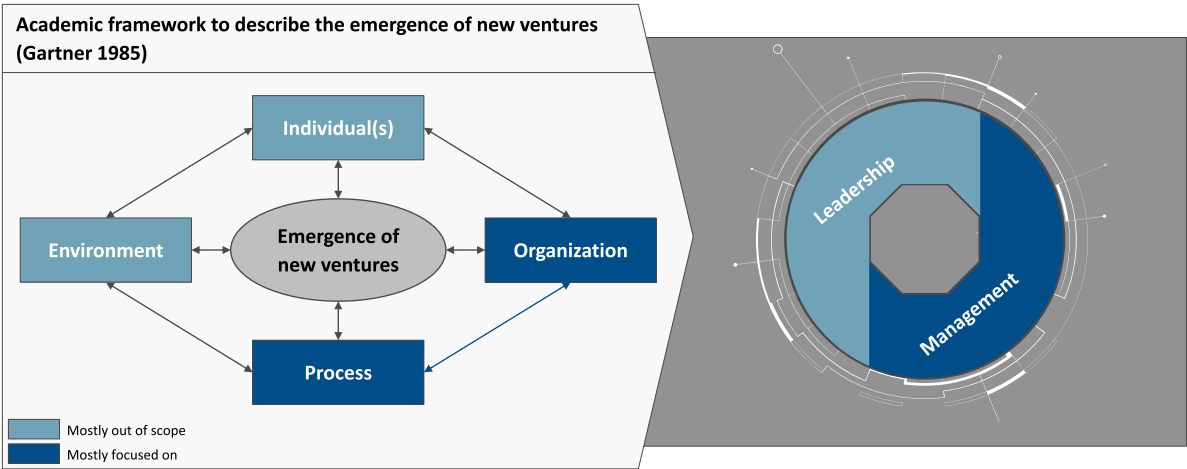 Academic framework to describe the emergence of new ventures
(Gartner 1985)
Individual(s)
Environment
Emergence of
new ventures
Organization
Process
Mostly out of scope
Mostly focused on
Leadership
Management